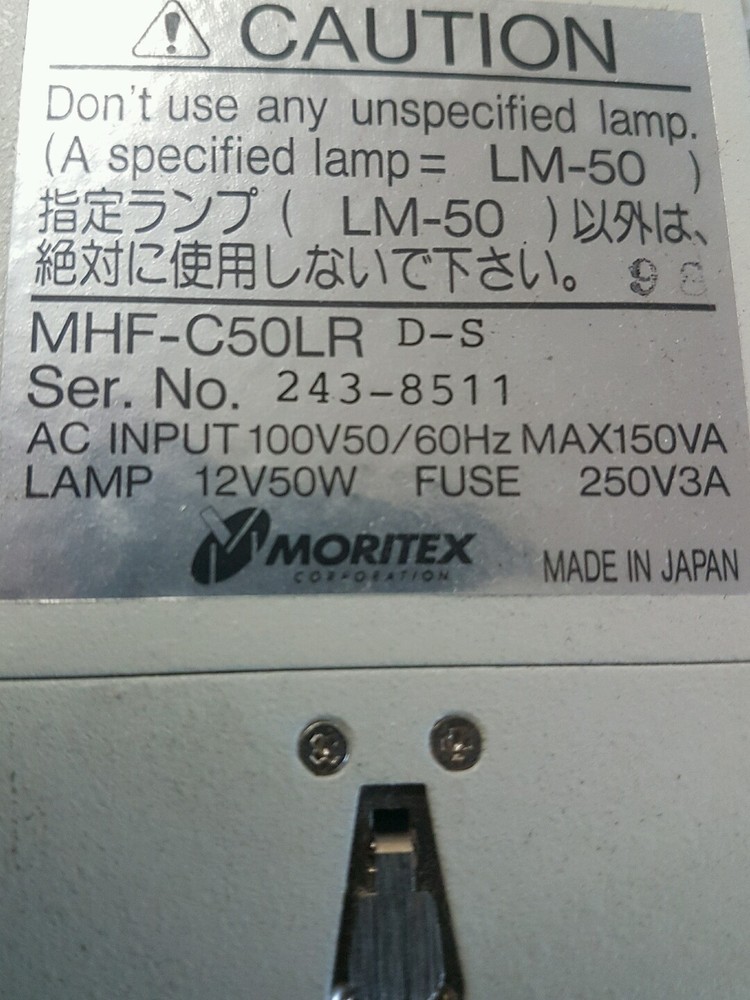 CAUTION
Don't use any unspecified lamp.
(A specified lamp= LM-50 )
指定ランプ( LM-50 )以外は、
絶対に使用しないで下さい。 98
MHF-C50LR D-S
Ser. No. 243-8511
AC INPUT 100V50/60Hz MAX150VA
LAMP 12V50W FUSE 250V3A
MORITEX
CORPORATION
MADE IN JAPAN